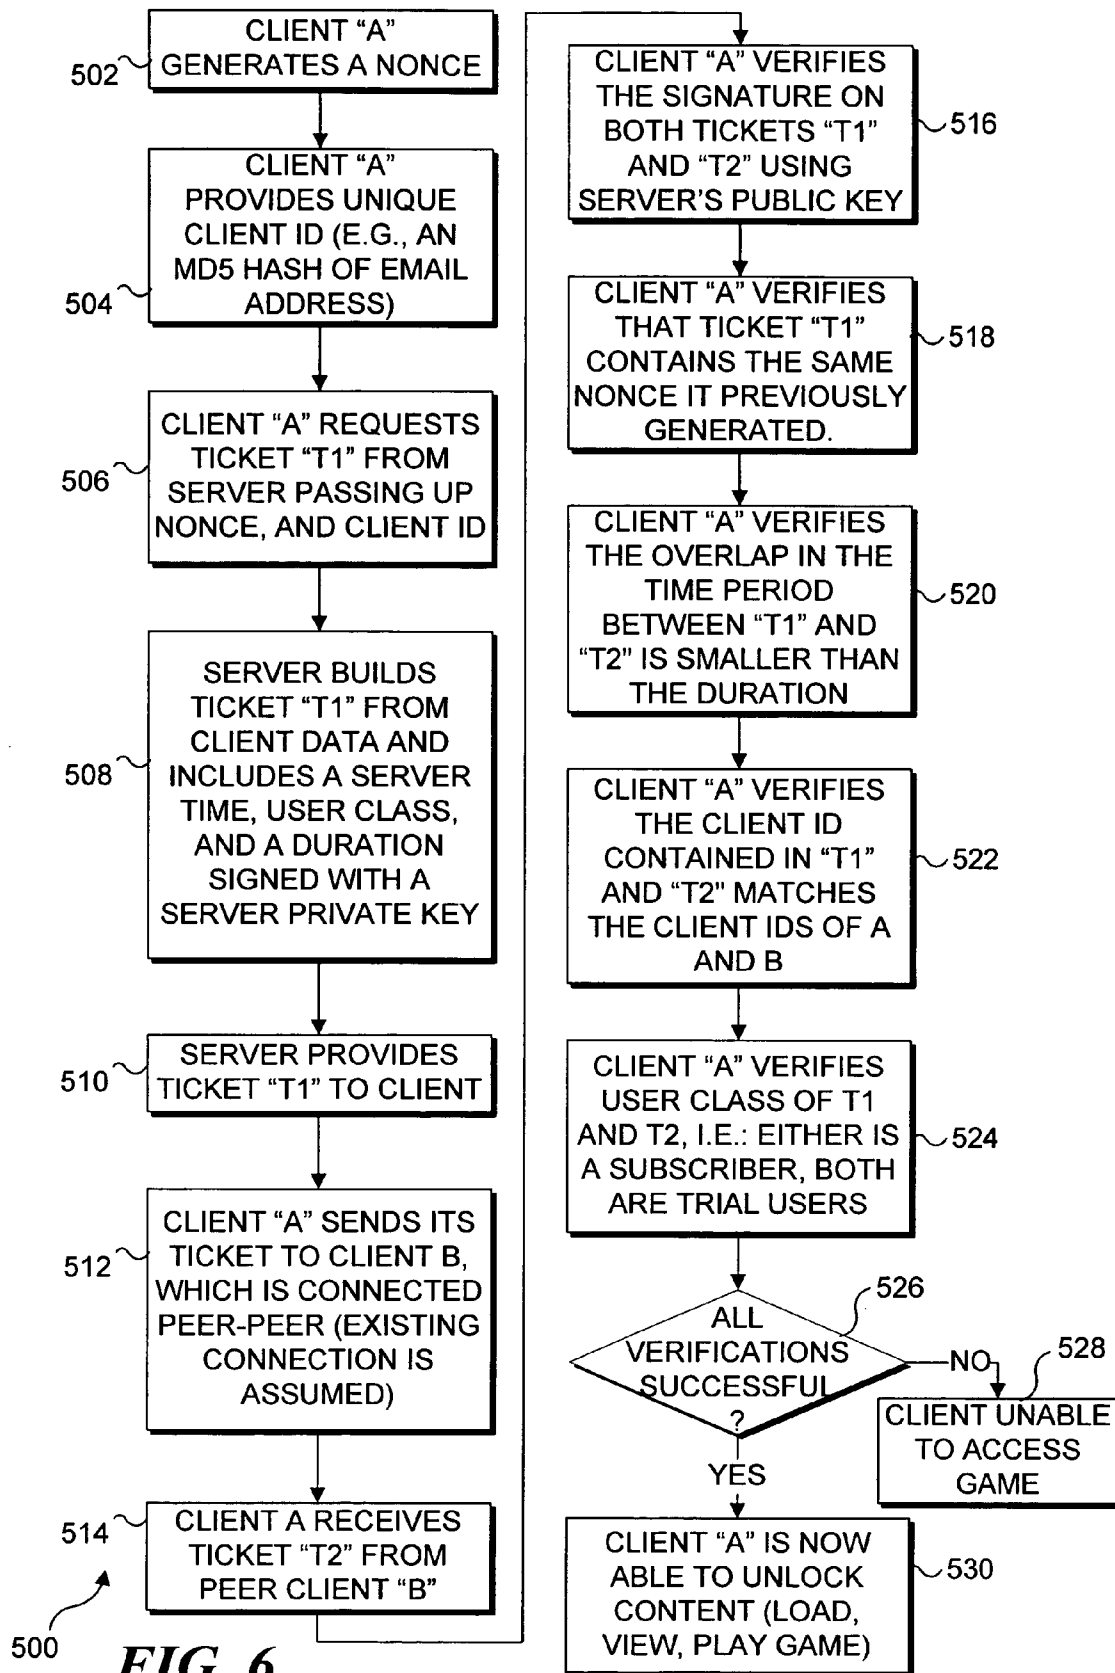 CLIENT “A”
GENERATES A NONCE
502
CLIENT “A”
PROVIDES UNIQUE
CLIENT ID (E.G., AN
MD5 HASH OF EMAIL
ADDRESS)
504
CLIENT “A” REQUESTS
TICKET “T1” FROM
SERVER PASSING UP
NONCE, AND CLIENT ID
506
SERVER BUILDS
TICKET “T1” FROM
CLIENT DATA AND
INCLUDES A SERVER
TIME, USER CLASS,
AND A DURATION
SIGNED WITH A
SERVER PRIVATE KEY
508
SERVER PROVIDES
TICKET “T1” TO CLIENT
510
CLIENT “A” SENDS ITS
TICKET TO CLIENT B,
WHICH IS CONNECTED
PEER-PEER (EXISTING
CONNECTION IS
ASSUMED)
512
CLIENT A RECEIVES
TICKET “T2” FROM
PEER CLIENT “B”
514
500
FIG. 6
CLIENT “A” VERIFIES
THE SIGNATURE ON
BOTH TICKETS “T1”
AND “T2” USING
SERVER’S PUBLIC KEY
516
CLIENT “A” VERIFIES
THAT TICKET “T1”
CONTAINS THE SAME
NONCE IT PREVIOUSLY
GENERATED.
518
CLIENT “A” VERIFIES
THE OVERLAP IN THE
TIME PERIOD
BETWEEN “T1” AND
“T2” IS SMALLER THAN
THE DURATION
520
CLIENT “A” VERIFIES
THE CLIENT ID
CONTAINED IN “T1”
AND “T2” MATCHES
THE CLIENT IDS OF A
AND B
522
CLIENT “A” VERIFIES
USER CLASS OF T1
AND T2, I.E.: EITHER IS
A SUBSCRIBER, BOTH
ARE TRIAL USERS
524
ALL
VERIFICATIONS
SUCCESSFUL
?
526
NO
528
CLIENT UNABLE
TO ACCESS
GAME
YES
CLIENT “A” IS NOW
ABLE TO UNLOCK
CONTENT (LOAD,
VIEW, PLAY GAME)
530